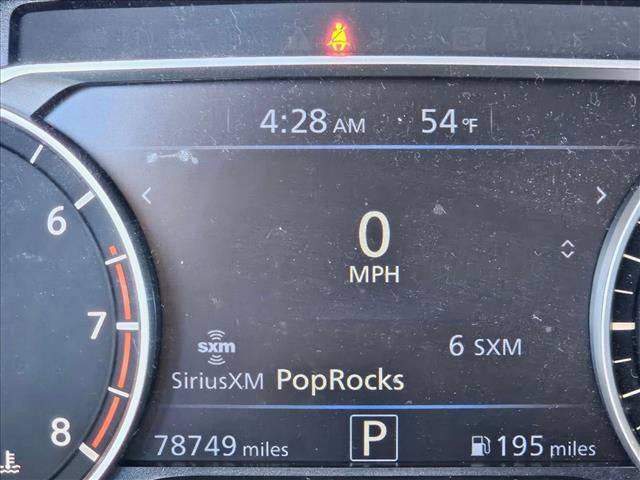 4:28 AM 54 °F
6
0
MPH
7
sxm 6 SXM
SiriusXM PopRocks
8
78749 miles P 195 miles